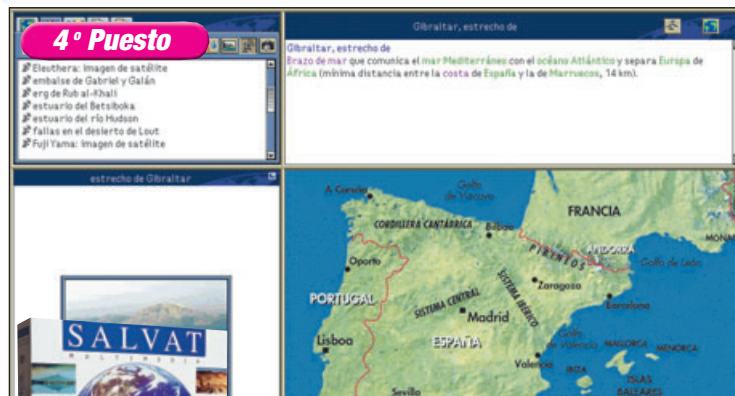 4º Puesto
Eleuthera: imagen de satélite
embalse de Gabriel y Galán
erg de Rub al-Khali
estuario del Betsiboka
estuario del río Hudson
fallas en el desierto de Lout
Fuji Yama: imagen de satélite
Gibraltar, estrecho de
Gibraltar, estrecho de
Brazo de mar que comunica el mar Mediterráneo con el océano Atlántico y separa Europa de
África (mínima distancia entre la costa de España y la de Marruecos, 14 km).
estrecho de Gibraltar
SALVAT
MULTIMEDIA
A Coruña
Golfo
de Vizcaya
FRANCIA
CORDILLERA CANTÁBRICA
Bilbao
PIRINEOS
ANDORRA
MONA
Golfo de León
Oporto
Zaragoza
Barcelona
PORTUGAL
SISTEMA CENTRAL
SISTEMA IBÉRICO
Madrid
Lisboa
ESPAÑA
Golfo
de Valencia
MALLORCA
MENORCA
Valencia
IBIZA
ISLAS
BALEARES
Sevilla